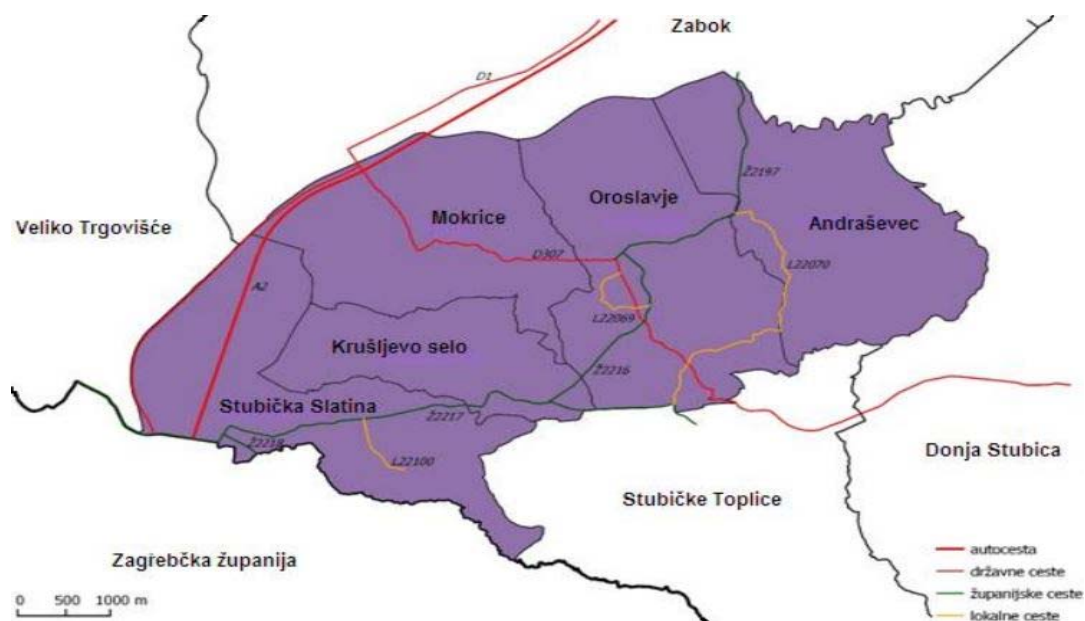 Zabok
D1
Ž2197
Oroslavje
Mokrice
Andraševec
Veliko Trgovišće
D307
L22070
A2
L22069
Krušljevo selo
Ž2216
Stubička Slatina
Ž2217
Ž2218
L22100
Donja Stubica
Stubičke Toplice
Zagrebčka županija
autocesta
državne ceste
županijske ceste
lokalne ceste
0 500 1000 m